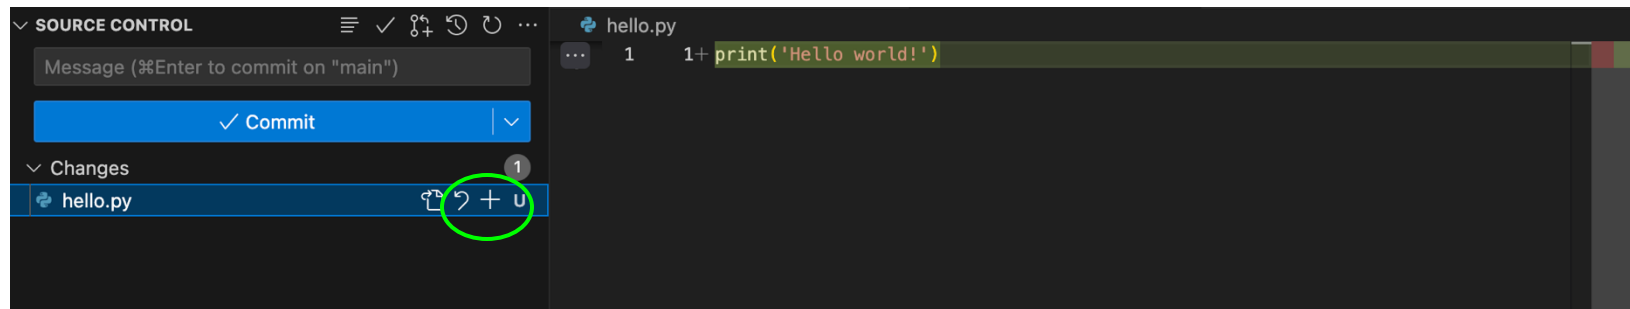 SOURCE CONTROL
Message (⌘Enter to commit on "main")
Commit
Changes 1
hello.py U
hello.py
1 1+ print('Hello world!')